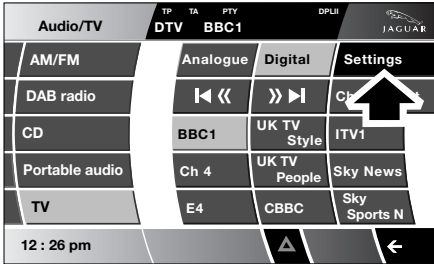 Audio/TV
TP TA PTY DPLII
DTV BBC1
JAGUAR
AM/FM
Analogue Digital Settings
DAB radio
CD
BBC1 UK TV Style ITV1
Portable audio
Ch 4 UK TV People Sky News
TV
E4 CBBC Sky Sports N
12 : 26 pm